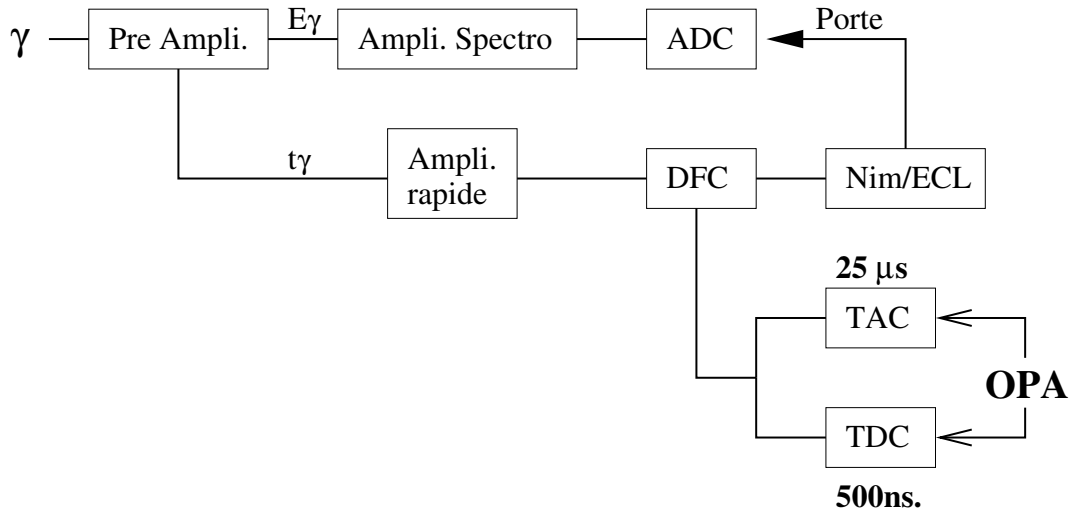 γ
Pre Ampli.
Eγ
Ampli. Spectro
ADC
Porte
tγ
Ampli.
rapide
DFC
Nim/ECL
25 μs
TAC
OPA
TDC
500ns.